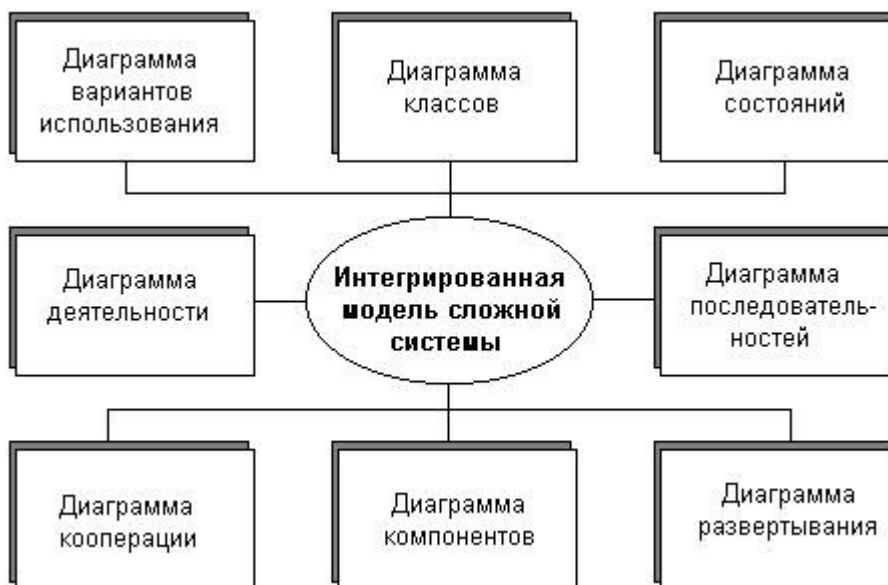 Диаграмма
вариантов
использования
Диаграмма
классов
Диаграмма
состояний
Диаграмма
деятельности
Интегрированная
модель сложной
системы
Диаграмма
последователь-
ностей
Диаграмма
кооперации
Диаграмма
компонентов
Диаграмма
развертывания